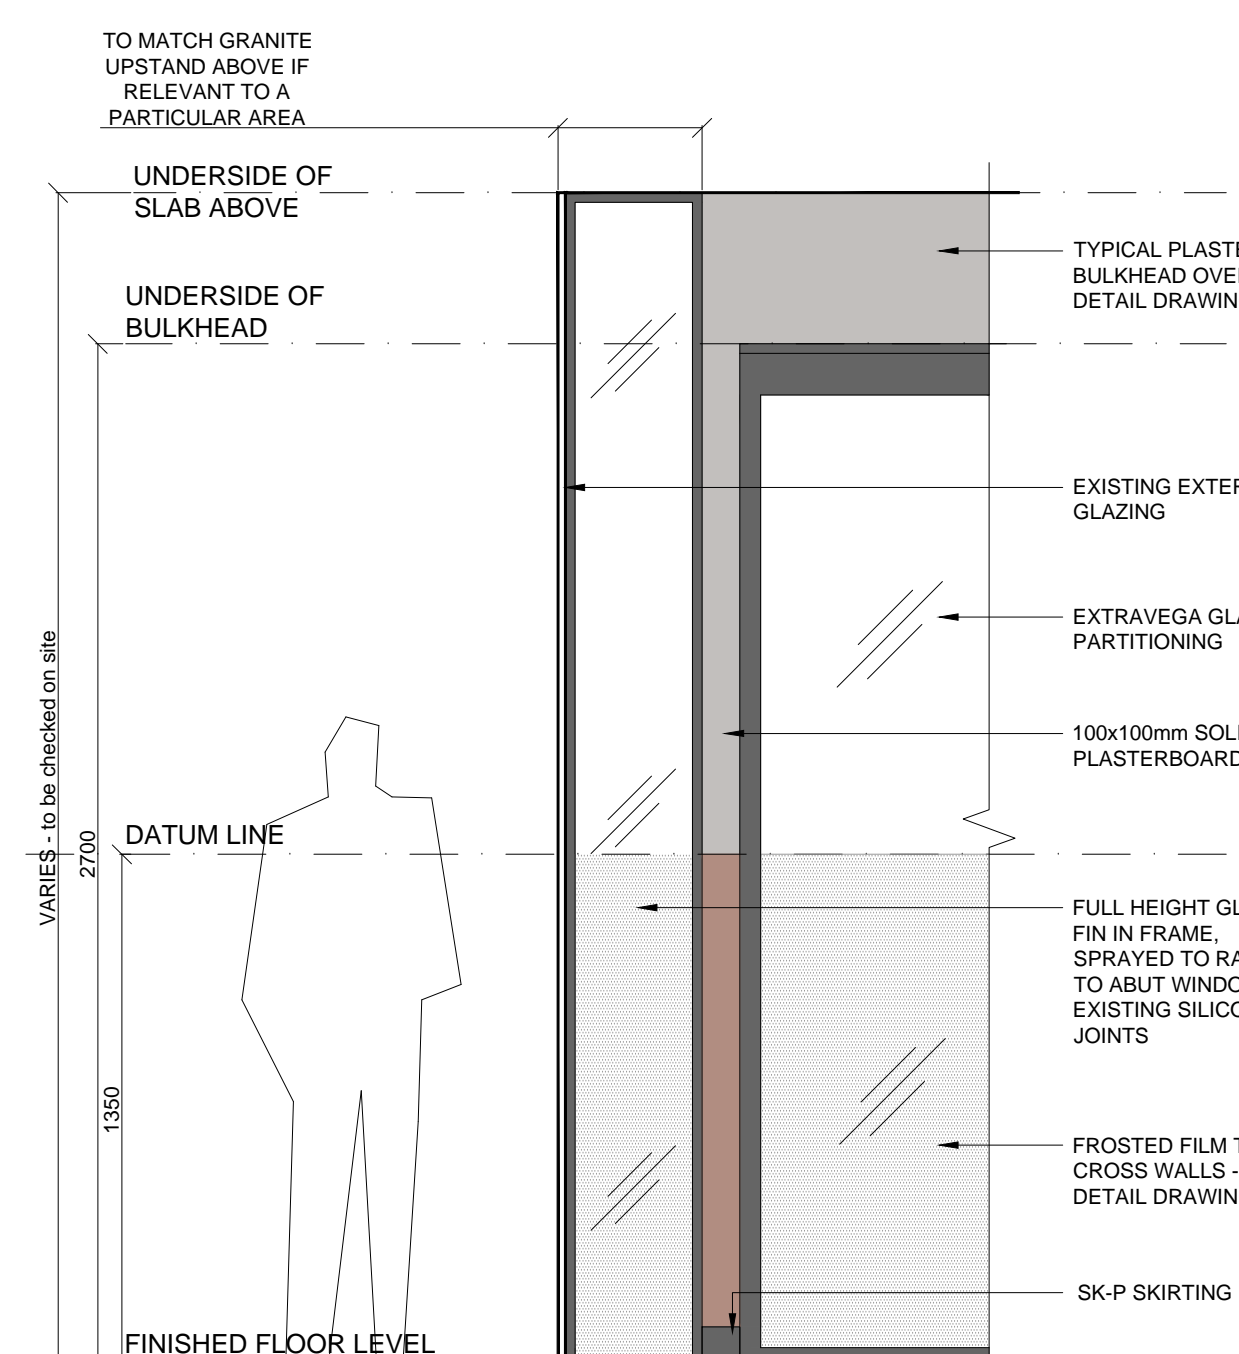 TO MATCH GRANITE
UPSTAND ABOVE IF
RELEVANT TO A
PARTICULAR AREA
UNDERSIDE OF
SLAB ABOVE
UNDERSIDE OF
BULKHEAD
VARIES - to be checked on site
2700
DATUM LINE
1350
FINISHED FLOOR LEVEL
TYPICAL PLASTE
BULKHEAD OVE
DETAIL DRAWIN
EXISTING EXTER
GLAZING
EXTRAVEGA GLA
PARTITIONING
100x100mm SOLI
PLASTERBOARD
FULL HEIGHT GL
FIN IN FRAME,
SPRAYED TO RA
TO ABUT WINDO
EXISTING SILICO
JOINTS
FROSTED FILM T
CROSS WALLS -
DETAIL DRAWIN
SK-P SKIRTING